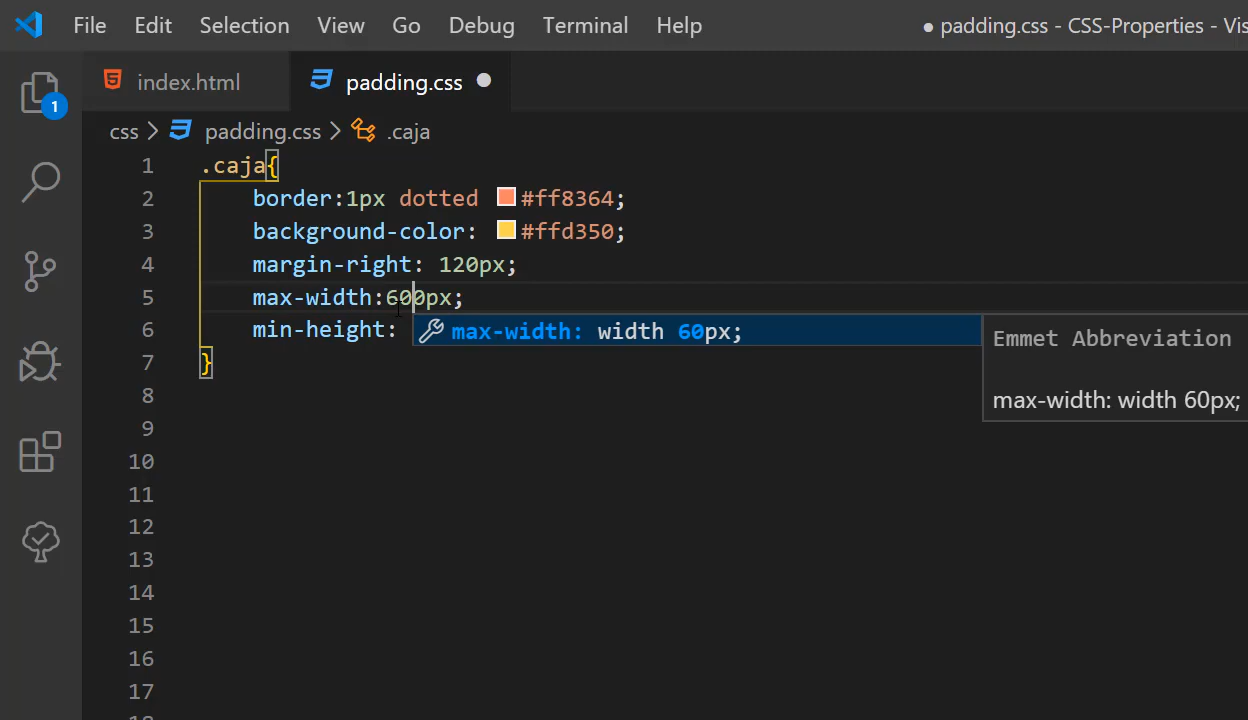 File Edit Selection View Go Debug Terminal Help ● padding.css - CSS-Properties - Vis
index.html padding.css ●
1
css > padding.css > .caja
1 .caja{
2 border:1px dotted #ff8364;
3 background-color: #ffd350;
4 margin-right: 120px;
5 max-width:600px;
6 min-height:
max-width: width 60px;
Emmet Abbreviation
max-width: width 60px;
7 }
8
9
10
11
12
13
14
15
16
17